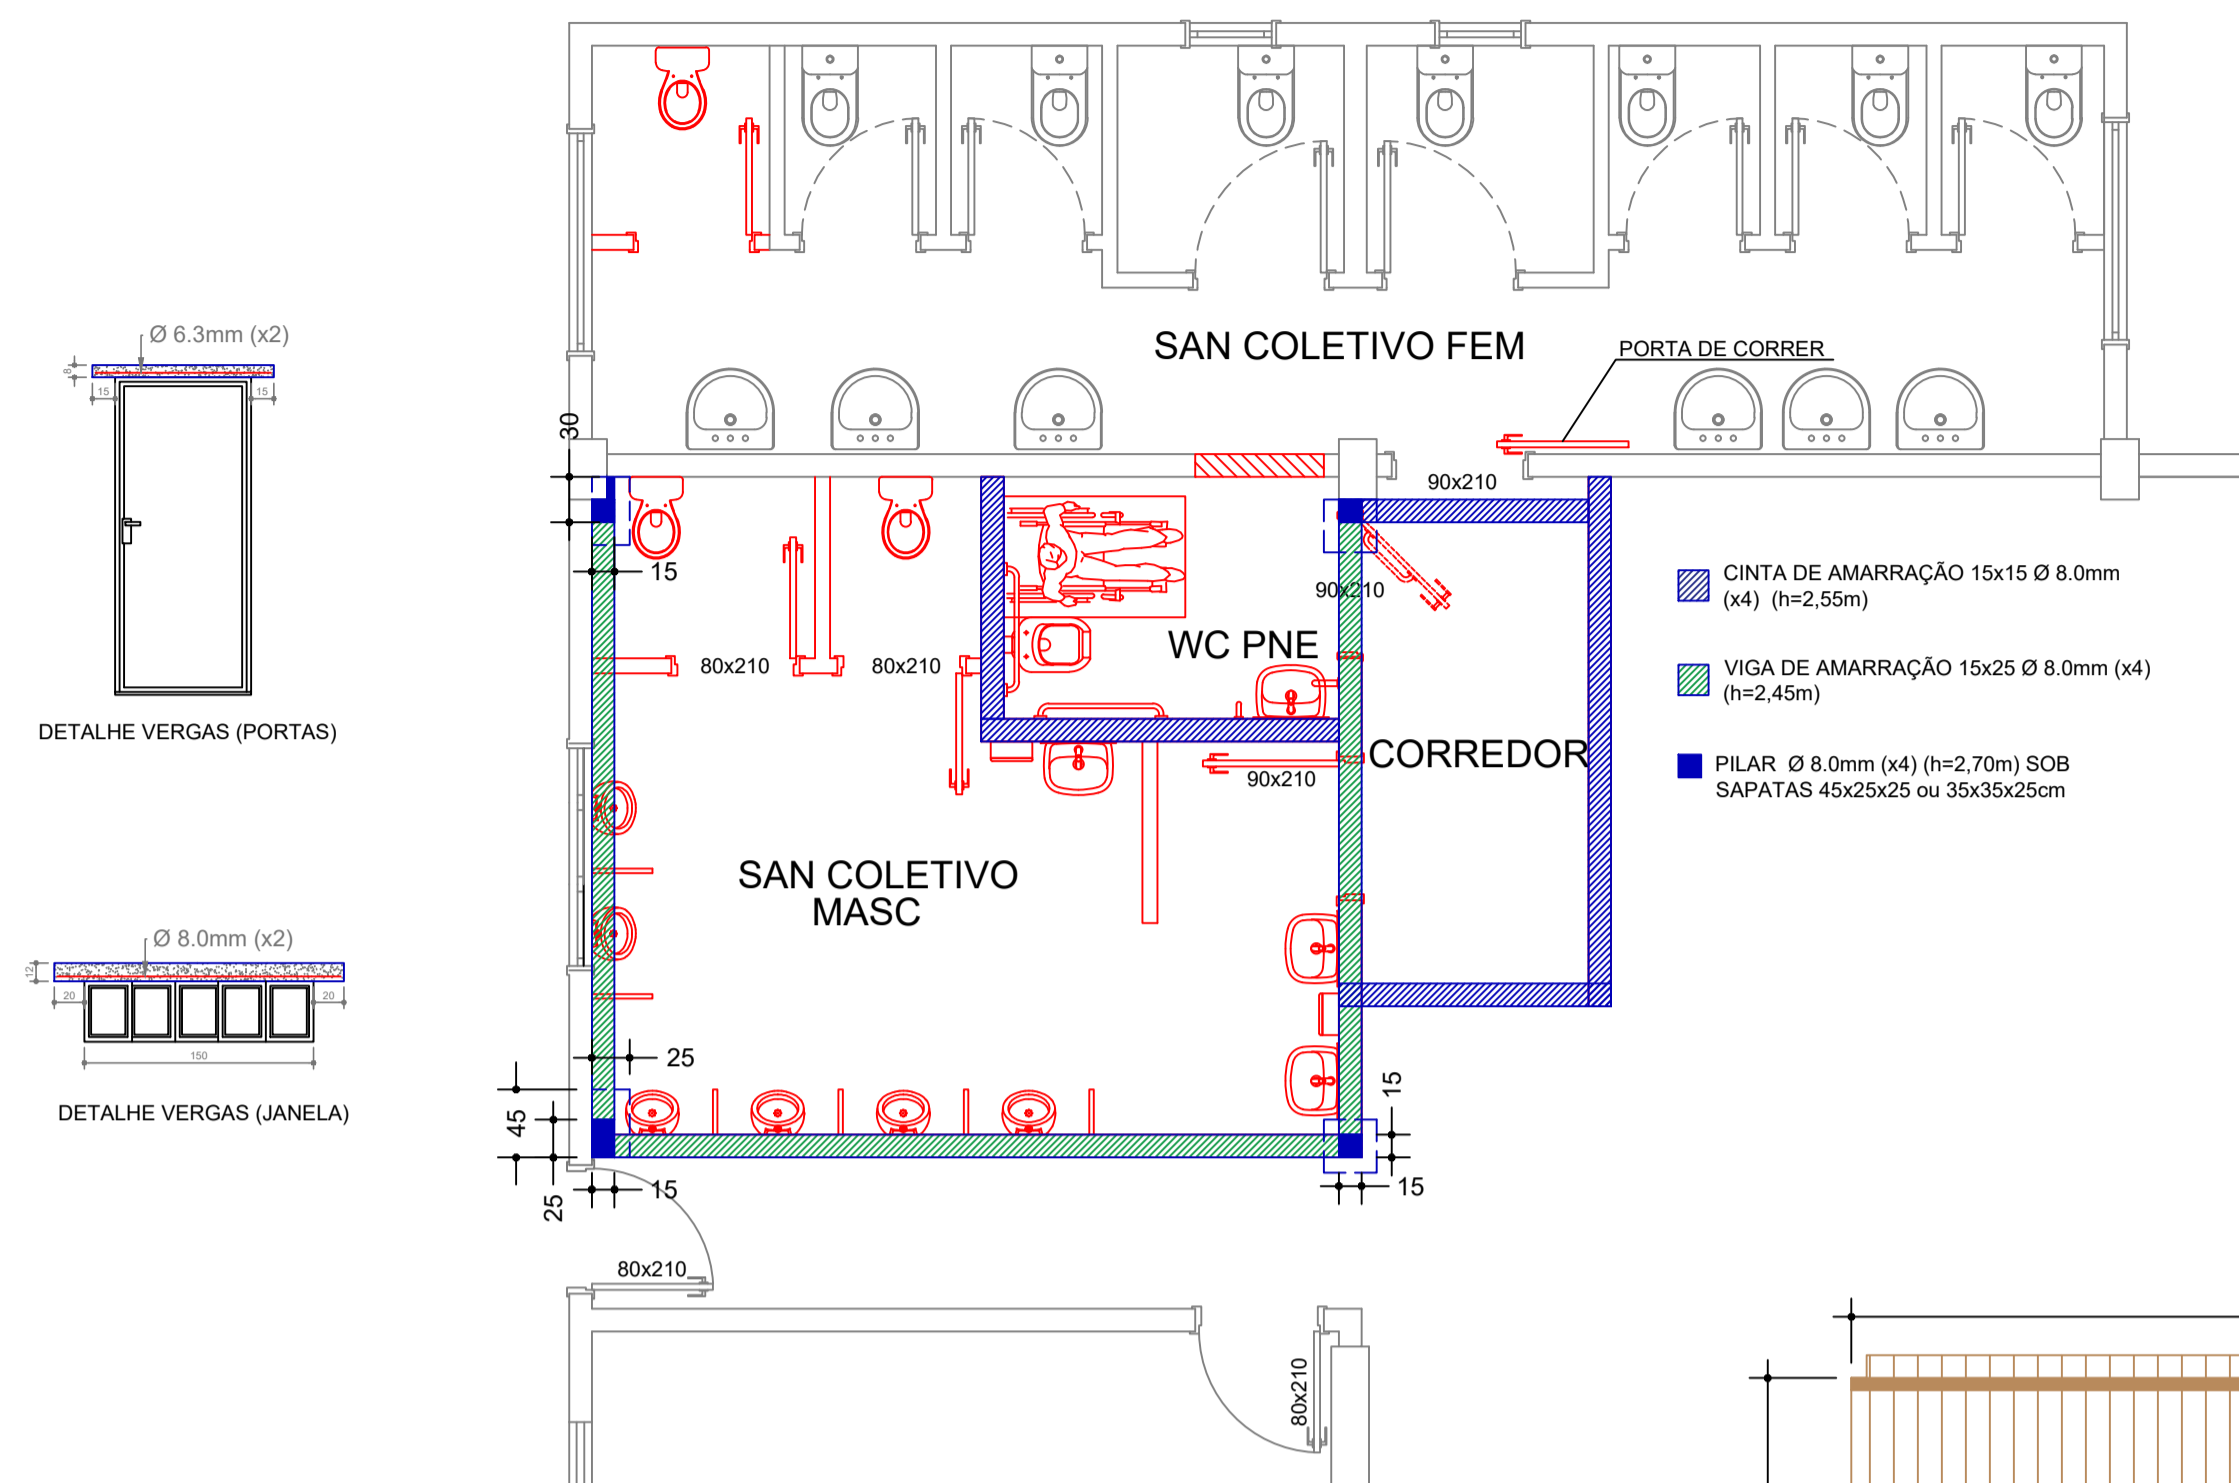 SAN COLETIVO FEM
PORTA DE CORRER
Ø 6.3mm (x2)
8
15
15
DETALHE VERGAS (PORTAS)
30
90x210
15
90x210
CINTA DE AMARRAÇÃO 15x15 Ø 8.0mm
(x4) (h=2,55m)
WC PNE
80x210
80x210
VIGA DE AMARRAÇÃO 15x25 Ø 8.0mm (x4)
(h=2,45m)
CORREDOR
90x210
PILAR Ø 8.0mm (x4) (h=2,70m) SOB
SAPATAS 45x25x25 ou 35x35x25cm
SAN COLETIVO
MASC
Ø 8.0mm (x2)
12
20
20
150
DETALHE VERGAS (JANELA)
25
45
25
15
15
15
80x210
80x210